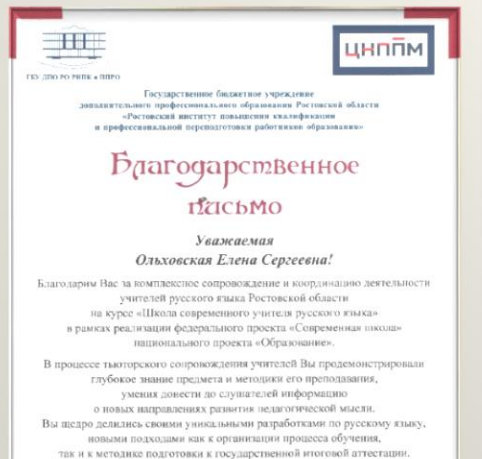 ЦНППМ
ГБУ ДПО РО РИПК и ППРО
Государственное бюджетное учреждение
дополнительного профессионального образования Ростовской области
«Ростовский институт повышения квалификации
и профессиональной переподготовки работников образования»
Благодарственное
письмо
Уважаемая
Ольховская Елена Сергеевна!
Благодарим Вас за комплексное сопровождение и координацию деятельности
учителей русского языка Ростовской области
на курсе «Школа современного учителя русского языка»
в рамках реализации федерального проекта «Современная школа»
национального проекта «Образование».
В процессе тьюторского сопровождения учителей Вы продемонстрировали
глубокое знание предмета и методики его преподавания,
умения донести до слушателей информацию
о новых направлениях развития педагогической мысли.
Вы щедро делились своими уникальными разработками по русскому языку,
новыми подходами как к организации процесса обучения,
так и к методике подготовки к государственной итоговой аттестации.